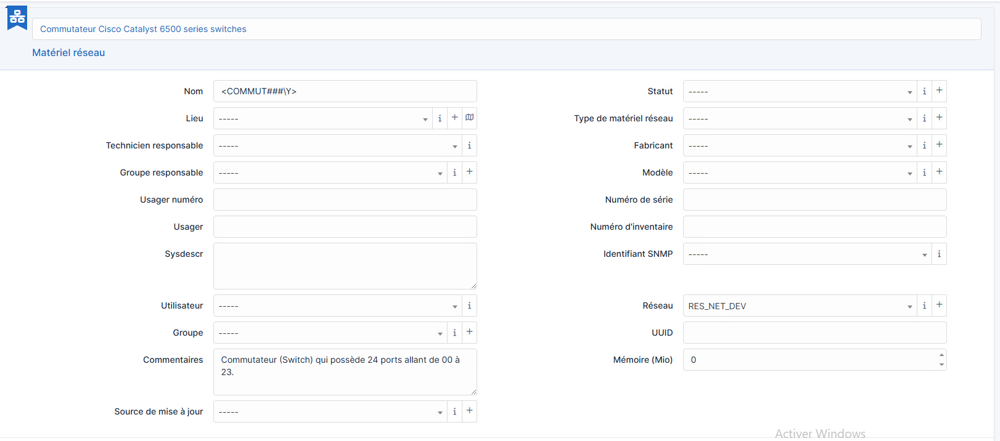 Commutateur Cisco Catalyst 6500 series switches
Matériel réseau
Nom <COMMUT###\Y>
Statut -----
Lieu -----
Type de matériel réseau -----
Technicien responsable -----
Fabricant -----
Groupe responsable -----
Modèle -----
Usager numéro
Numéro de série
Usager
Numéro d'inventaire
Sysdescr
Identifiant SNMP -----
Utilisateur -----
Réseau RES_NET_DEV
Groupe -----
UUID
Commentaires Commutateur (Switch) qui possède 24 ports allant de 00 à
23.
Mémoire (Mio) 0
Source de mise à jour -----
Activer Windows